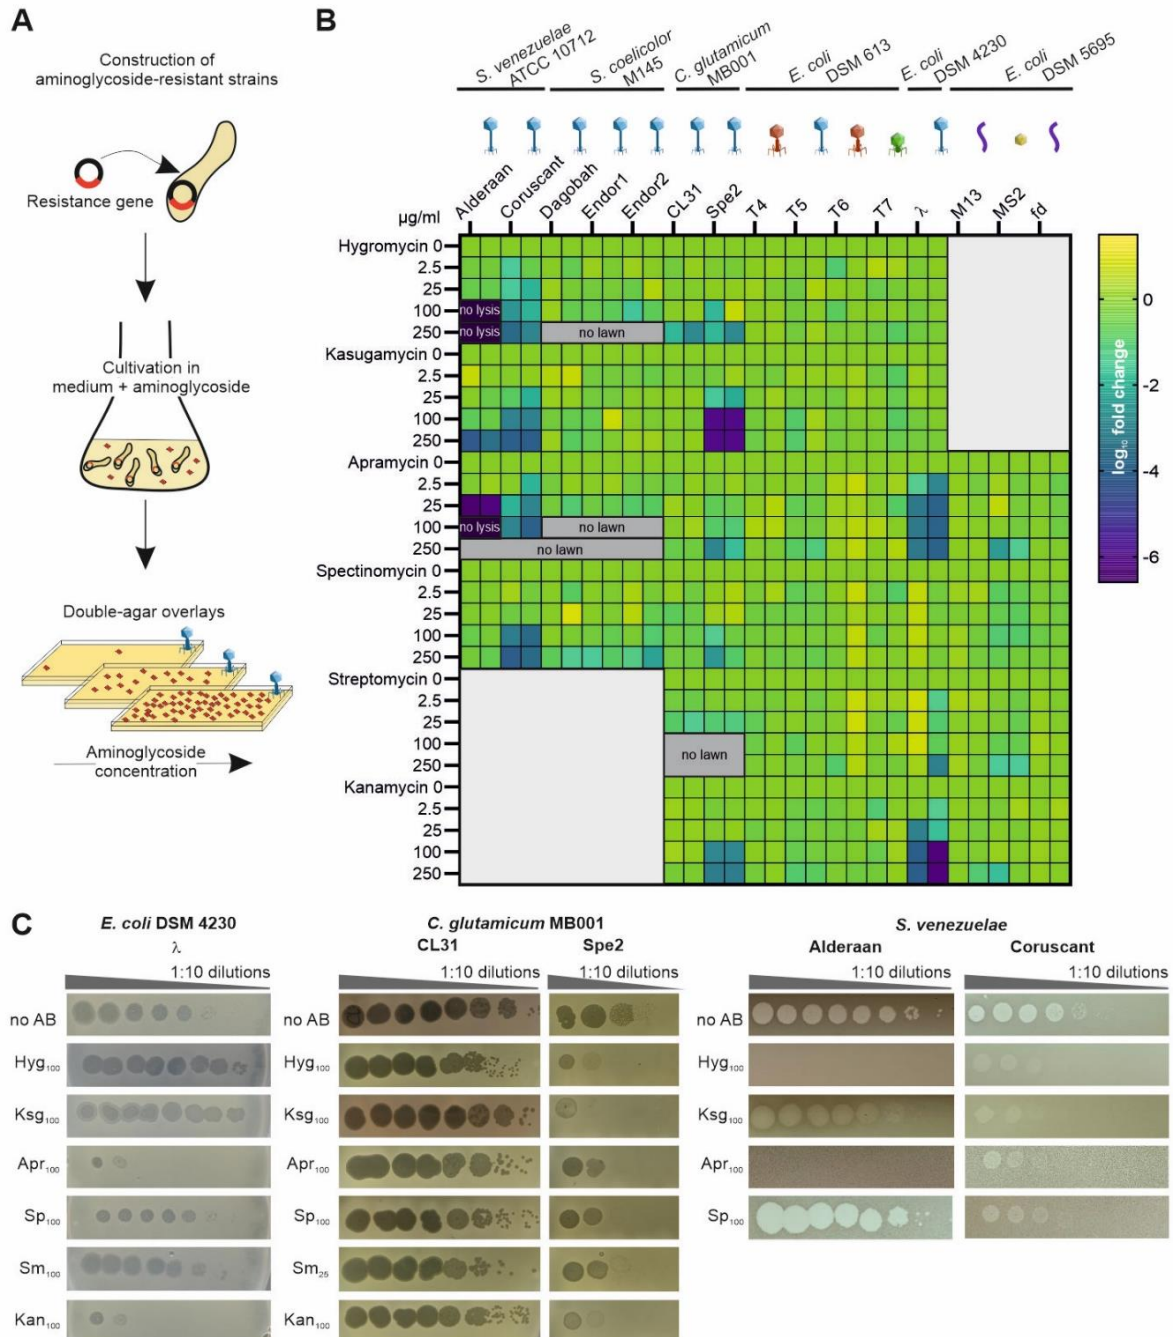 A
Construction of
aminoglycoside-resistant strains
Resistance gene
Cultivation in
medium + aminoglycoside
Double-agar overlays
Aminoglycoside
concentration
B
S. venezuelae
ATCC 10712
S. coelicolor
M145
C. glutamicum
MB001
E. coli
DSM 613
E. coli
DSM 4230
E. coli
DSM 5695
µg/ml
Alderaan
Coruscant
Dagobah
Endor1
Endor2
CL31
Spe2
T4
T5
T6
T7
λ
M13
MS2
fd
Hygromycin 0
2.5
25
100
no lysis
250
no lysis
no lawn
Kasugamycin 0
2.5
25
100
250
Apramycin 0
2.5
25
100
no lysis
no lawn
250
no lawn
Spectinomycin 0
2.5
25
100
250
Streptomycin 0
2.5
25
100
no lawn
250
Kanamycin 0
2.5
25
100
250
0
-2
-4
-6
log₁₀ fold change
C
E. coli DSM 4230
λ
1:10 dilutions
no AB
Hyg₁₀₀
Ksg₁₀₀
Apr₁₀₀
Sp₁₀₀
Sm₁₀₀
Kan₁₀₀
C. glutamicum MB001
CL31 Spe2
1:10 dilutions 1:10 dilutions
no AB
Hyg₁₀₀
Ksg₁₀₀
Apr₁₀₀
Sp₁₀₀
Sm₂₅
Kan₁₀₀
S. venezuelae
Alderaan Coruscant
1:10 dilutions 1:10 dilutions
no AB
Hyg₁₀₀
Ksg₁₀₀
Apr₁₀₀
Sp₁₀₀